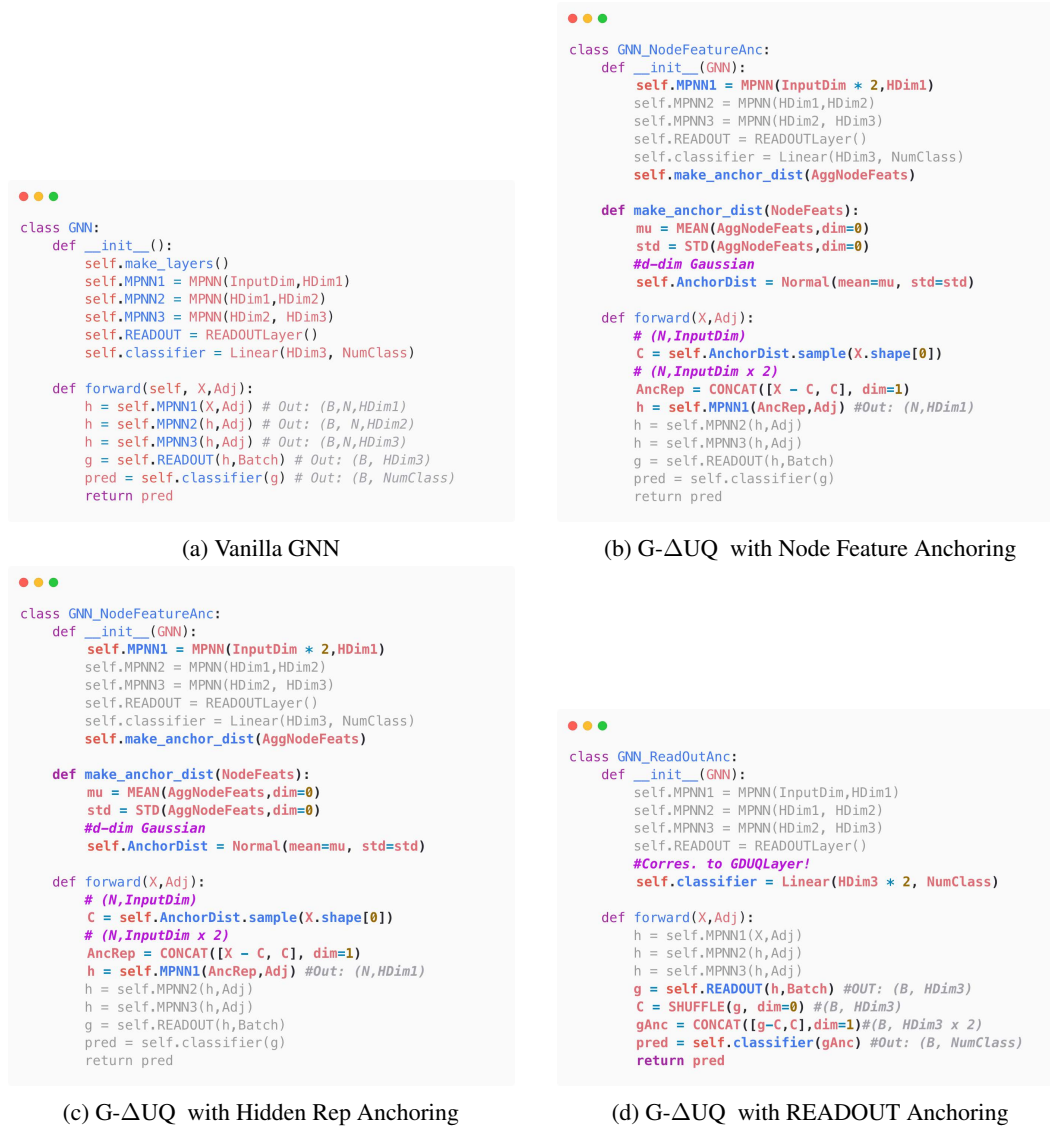 class GNN:
    def __init__():
        self.make_layers()
        self.MPNN1 = MPNN(InputDim,HDim1)
        self.MPNN2 = MPNN(HDim1,HDim2)
        self.MPNN3 = MPNN(HDim2, HDim3)
        self.READOUT = READOUTLayer()
        self.classifier = Linear(HDim3, NumClass)
    def forward(self, X,Adj):
        h = self.MPNN1(X,Adj) # Out: (B,N,HDim1)
        h = self.MPNN2(h,Adj) # Out: (B, N,HDim2)
        h = self.MPNN3(h,Adj) # Out: (B,N,HDim3)
        g = self.READOUT(h,Batch) # Out: (B, HDim3)
        pred = self.classifier(g) # Out: (B, NumClass)
        return pred
(a) Vanilla GNN
class GNN_NodeFeatureAnc:
    def __init__(GNN):
        self.MPNN1 = MPNN(InputDim * 2,HDim1)
        self.MPNN2 = MPNN(HDim1,HDim2)
        self.MPNN3 = MPNN(HDim2, HDim3)
        self.READOUT = READOUTLayer()
        self.classifier = Linear(HDim3, NumClass)
        self.make_anchor_dist(AggNodeFeats)
    def make_anchor_dist(NodeFeats):
        mu = MEAN(AggNodeFeats,dim=0)
        std = STD(AggNodeFeats,dim=0)
        #d-dim Gaussian
        self.AnchorDist = Normal(mean=mu, std=std)
    def forward(X,Adj):
        # (N,InputDim)
        C = self.AnchorDist.sample(X.shape[0])
        # (N,InputDim x 2)
        AncRep = CONCAT([X - C, C], dim=1)
        h = self.MPNN1(AncRep,Adj) #Out: (N,HDim1)
        h = self.MPNN2(h,Adj)
        h = self.MPNN3(h,Adj)
        g = self.READOUT(h,Batch)
        pred = self.classifier(g)
        return pred
(b) G-ΔUQ with Node Feature Anchoring
class GNN_NodeFeatureAnc:
    def __init__(GNN):
        self.MPNN1 = MPNN(InputDim * 2,HDim1)
        self.MPNN2 = MPNN(HDim1,HDim2)
        self.MPNN3 = MPNN(HDim2, HDim3)
        self.READOUT = READOUTLayer()
        self.classifier = Linear(HDim3, NumClass)
        self.make_anchor_dist(AggNodeFeats)
    def make_anchor_dist(NodeFeats):
        mu = MEAN(AggNodeFeats,dim=0)
        std = STD(AggNodeFeats,dim=0)
        #d-dim Gaussian
        self.AnchorDist = Normal(mean=mu, std=std)
    def forward(X,Adj):
        # (N,InputDim)
        C = self.AnchorDist.sample(X.shape[0])
        # (N,InputDim x 2)
        AncRep = CONCAT([X - C, C], dim=1)
        h = self.MPNN1(AncRep,Adj) #Out: (N,HDim1)
        h = self.MPNN2(h,Adj)
        h = self.MPNN3(h,Adj)
        g = self.READOUT(h,Batch)
        pred = self.classifier(g)
        return pred
(c) G-ΔUQ with Hidden Rep Anchoring
class GNN_ReadOutAnc:
    def __init__(GNN):
        self.MPNN1 = MPNN(InputDim,HDim1)
        self.MPNN2 = MPNN(HDim1, HDim2)
        self.MPNN3 = MPNN(HDim2, HDim3)
        self.READOUT = READOUTLayer()
        #Corres. to GDUQLayer!
        self.classifier = Linear(HDim3 * 2, NumClass)
    def forward(X,Adj):
        h = self.MPNN1(X,Adj)
        h = self.MPNN2(h,Adj)
        h = self.MPNN3(h,Adj)
        g = self.READOUT(h,Batch) #OUT: (B, HDim3)
        C = SHUFFLE(g, dim=0) #(B, HDim3)
        gAnc = CONCAT([g-C,C],dim=1)#(B, HDim3 x 2)
        pred = self.classifier(gAnc) #Out: (B, NumClass)
        return pred
(d) G-ΔUQ with READOUT Anchoring